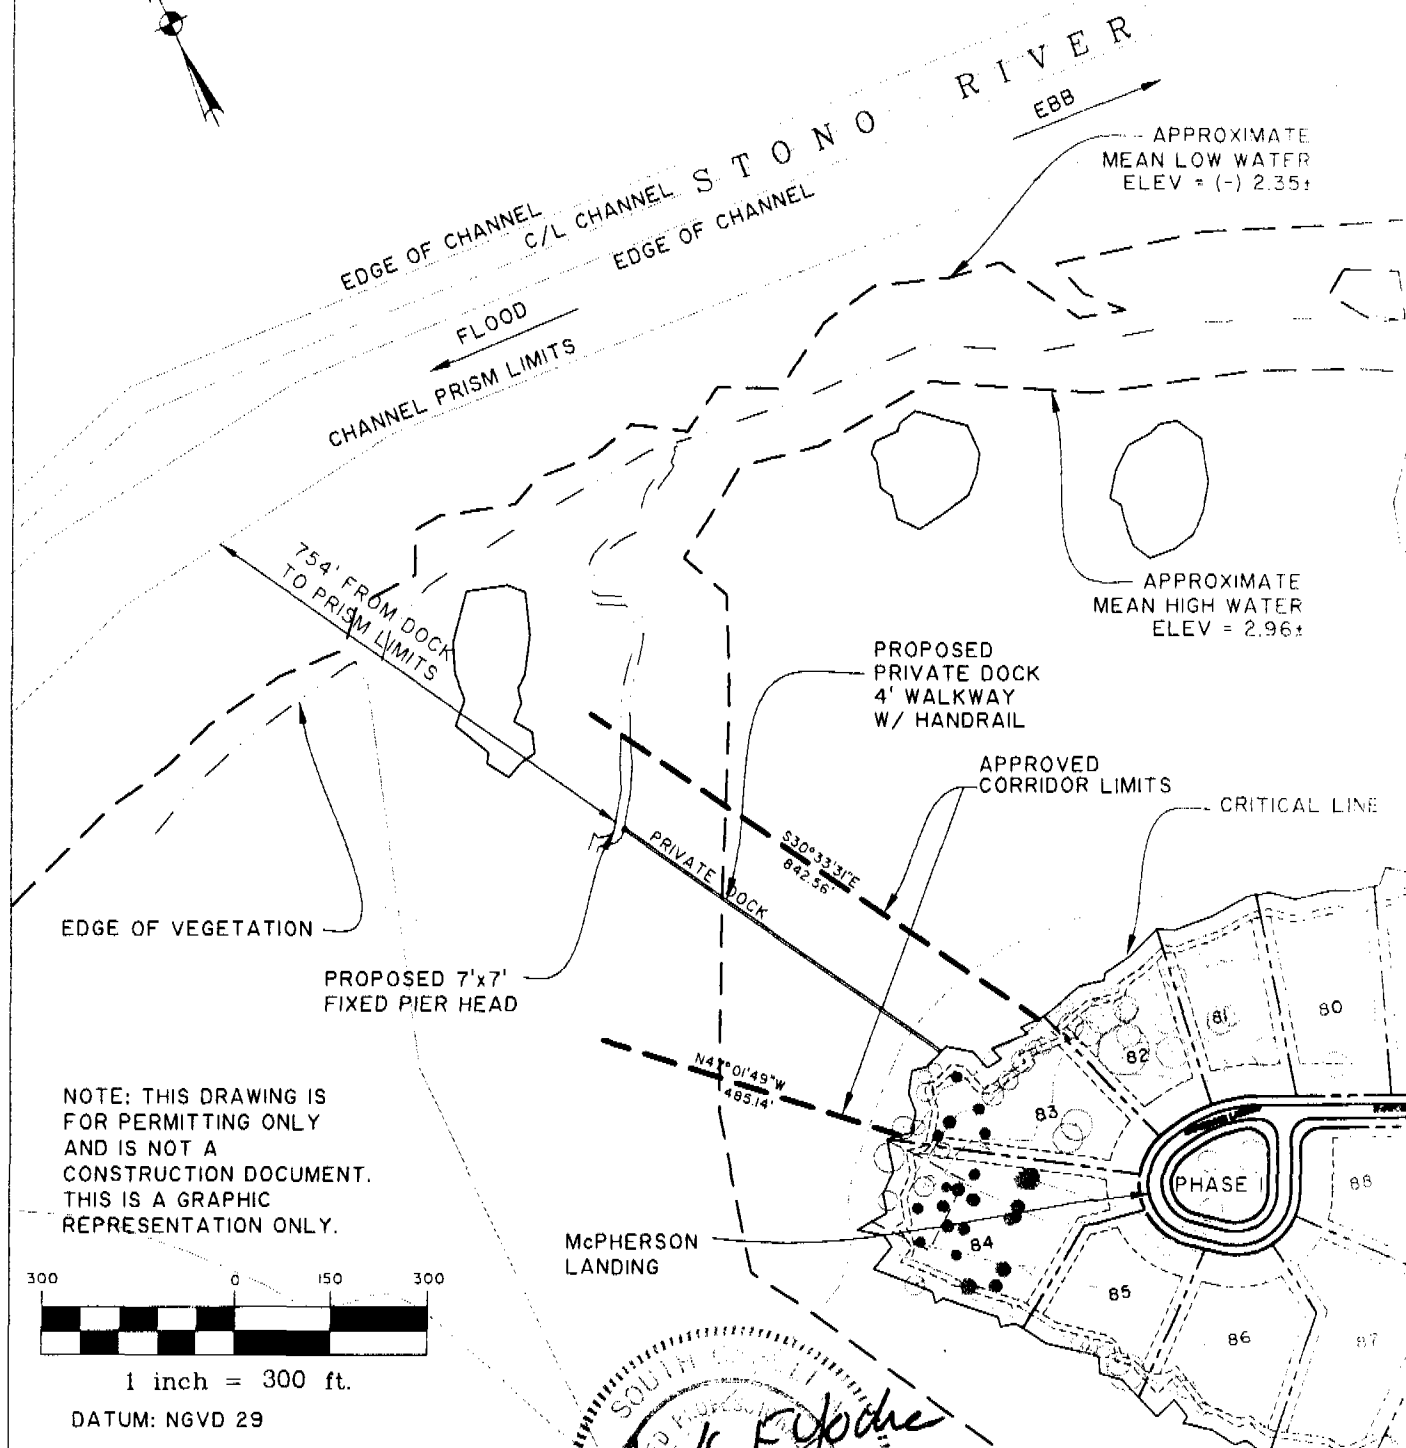 STONO RIVER
EBB
APPROXIMATE
MEAN LOW WATER
ELEV = (-) 2.35±
EDGE OF CHANNEL
C/L CHANNEL
EDGE OF CHANNEL
FLOOD
CHANNEL PRISM LIMITS
754' FROM DOCK
TO PRISM LIMITS
APPROXIMATE
MEAN HIGH WATER
ELEV = 2.96±
PROPOSED
PRIVATE DOCK
4' WALKWAY
W/ HANDRAIL
APPROVED
CORRIDOR LIMITS
CRITICAL LINE
S30°33'31"E
842.56'
PRIVATE DOCK
EDGE OF VEGETATION
PROPOSED 7'x7'
FIXED PIER HEAD
N47°01'49"W
485.14'
80
81
82
83
84
85
86
87
88
PHASE I
McPHERSON
LANDING
NOTE: THIS DRAWING IS
FOR PERMITTING ONLY
AND IS NOT A
CONSTRUCTION DOCUMENT.
THIS IS A GRAPHIC
REPRESENTATION ONLY.
300 0 150 300
1 inch = 300 ft.
DATUM: NGVD 29
SOUTH